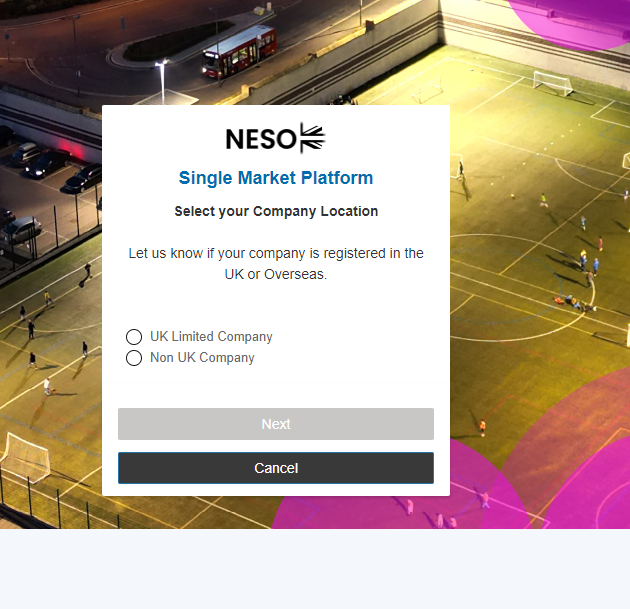 NESO
Single Market Platform
Select your Company Location
Let us know if your company is registered in the
UK or Overseas.
UK Limited Company
Non UK Company
Next
Cancel